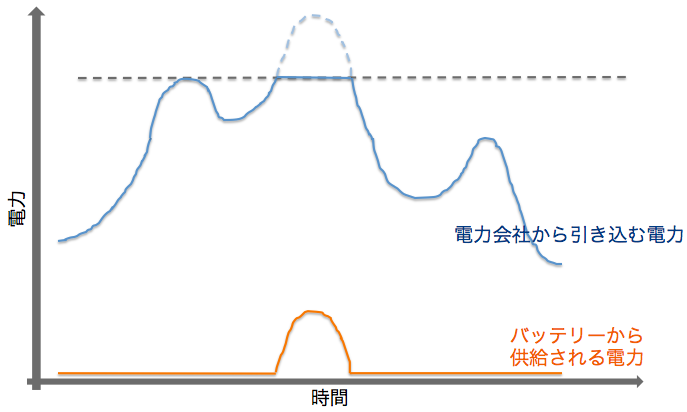 電力
電力会社から引き込む電力
バッテリーから
供給される電力
時間